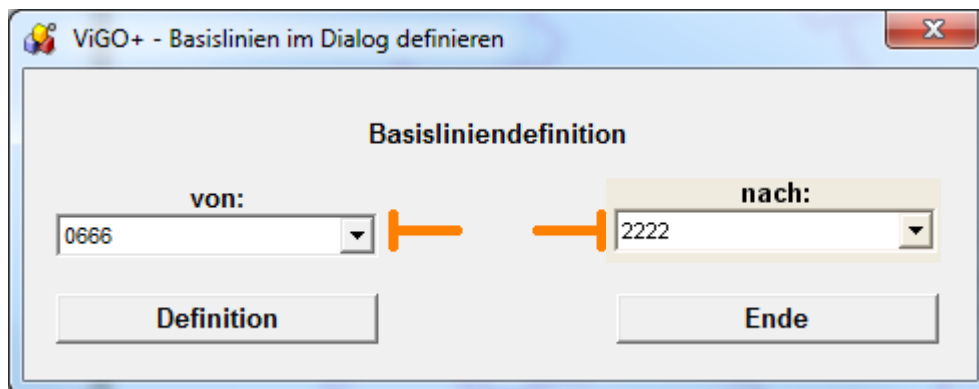 ViGO+ - Basislinien im Dialog definieren
Basisliniendefinition
von:
nach:
0666
2222
Definition
Ende